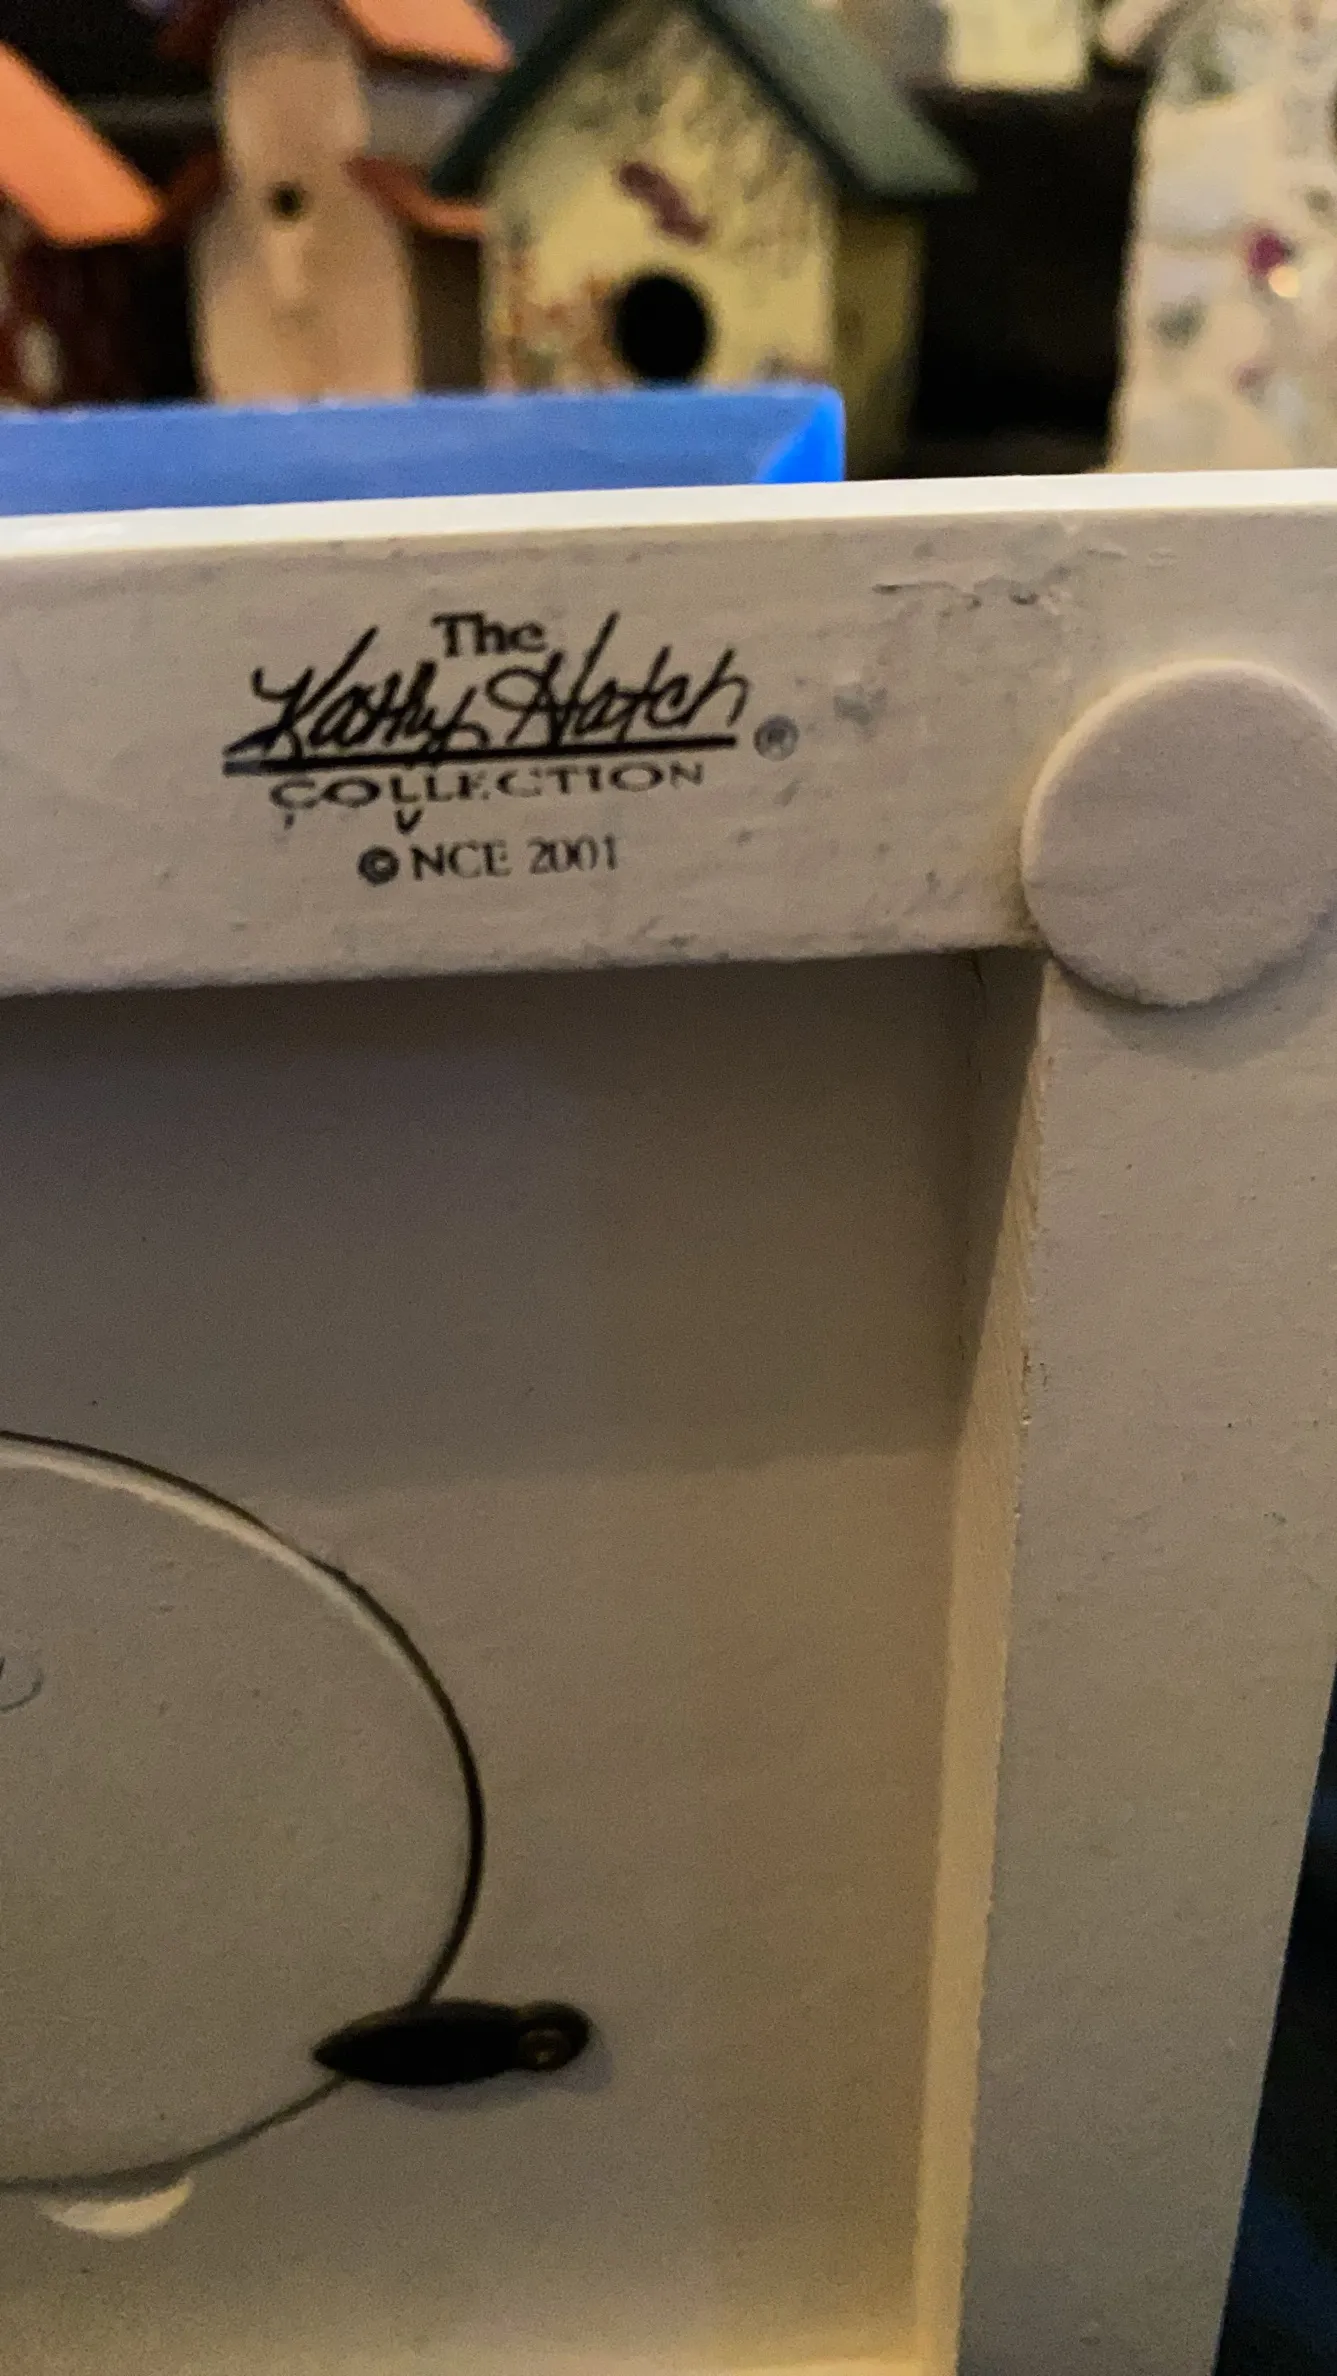 The
Kathy Hatch ®
COLLECTION
© NCE 2001